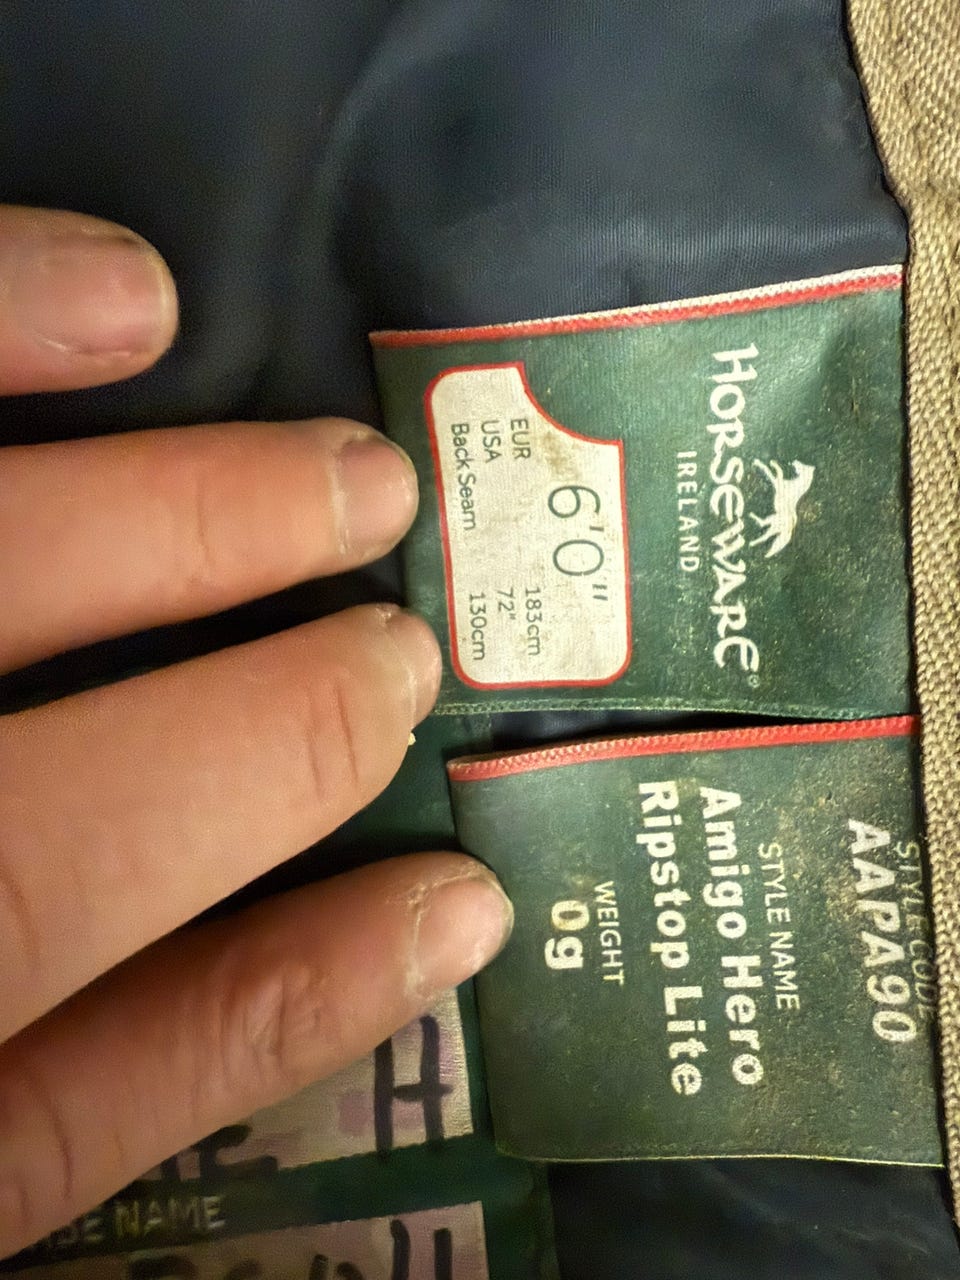 HORSEWARE®
IRELAND
6'0"
EUR 183cm
USA 72"
Back Seam 130cm
STYLE CODE
AAPA90
STYLE NAME
Amigo Hero
Ripstop Lite
WEIGHT
0g
H
NAME